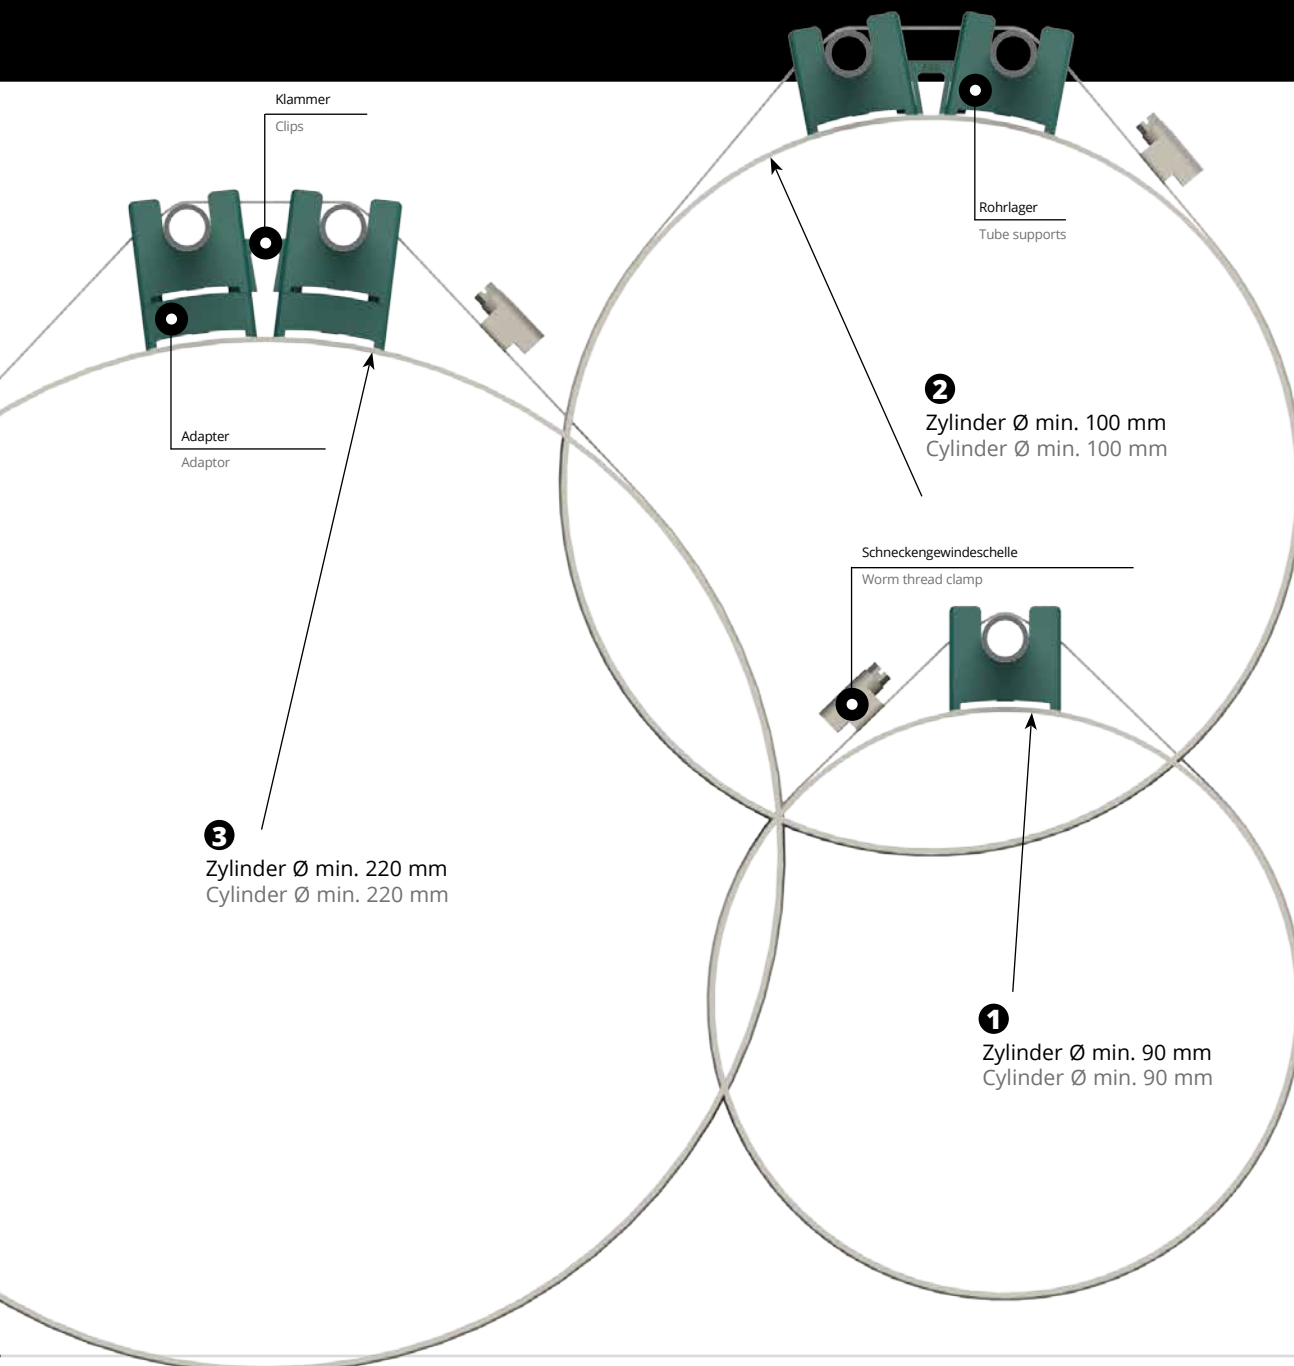 Klammer
Clips
Rohrlager
Tube supports
Adapter
Adaptor
2
Zylinder Ø min. 100 mm
Cylinder Ø min. 100 mm
Schneckengewindeschelle
Worm thread clamp
3
Zylinder Ø min. 220 mm
Cylinder Ø min. 220 mm
1
Zylinder Ø min. 90 mm
Cylinder Ø min. 90 mm